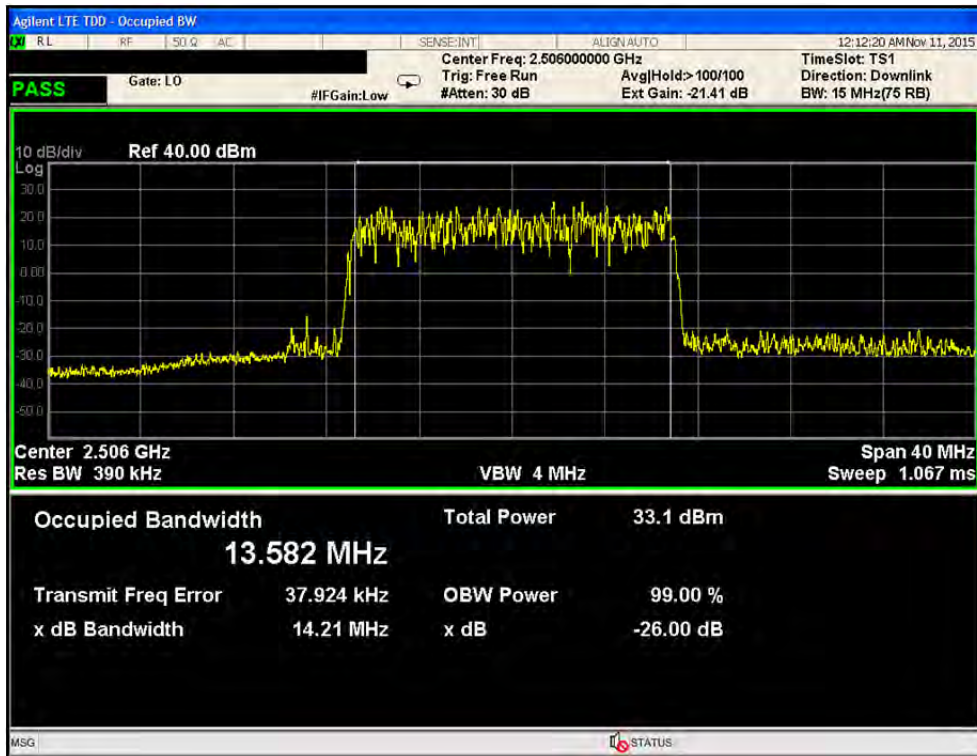 Agilent LTE TDD - Occupied BW
RL RF 50 Ω AC SENSE:INT ALIGN AUTO 12:12:20 AM Nov 11, 2015
Center Freq: 2.506000000 GHz TimeSlot: TS1
PASS Gate: LO Trig: Free Run Avg|Hold:>100/100 Direction: Downlink
#IFGain:Low #Atten: 30 dB Ext Gain: -21.41 dB BW: 15 MHz(75 RB)
10 dB/div Ref 40.00 dBm
Log
30.0
20.0
10.0
0.00
-10.0
-20.0
-30.0
-40.0
-50.0
Center 2.506 GHz Span 40 MHz
Res BW 390 kHz VBW 4 MHz Sweep 1.067 ms
Occupied Bandwidth Total Power 33.1 dBm
13.582 MHz
Transmit Freq Error 37.924 kHz OBW Power 99.00 %
x dB Bandwidth 14.21 MHz x dB -26.00 dB
MSG STATUS